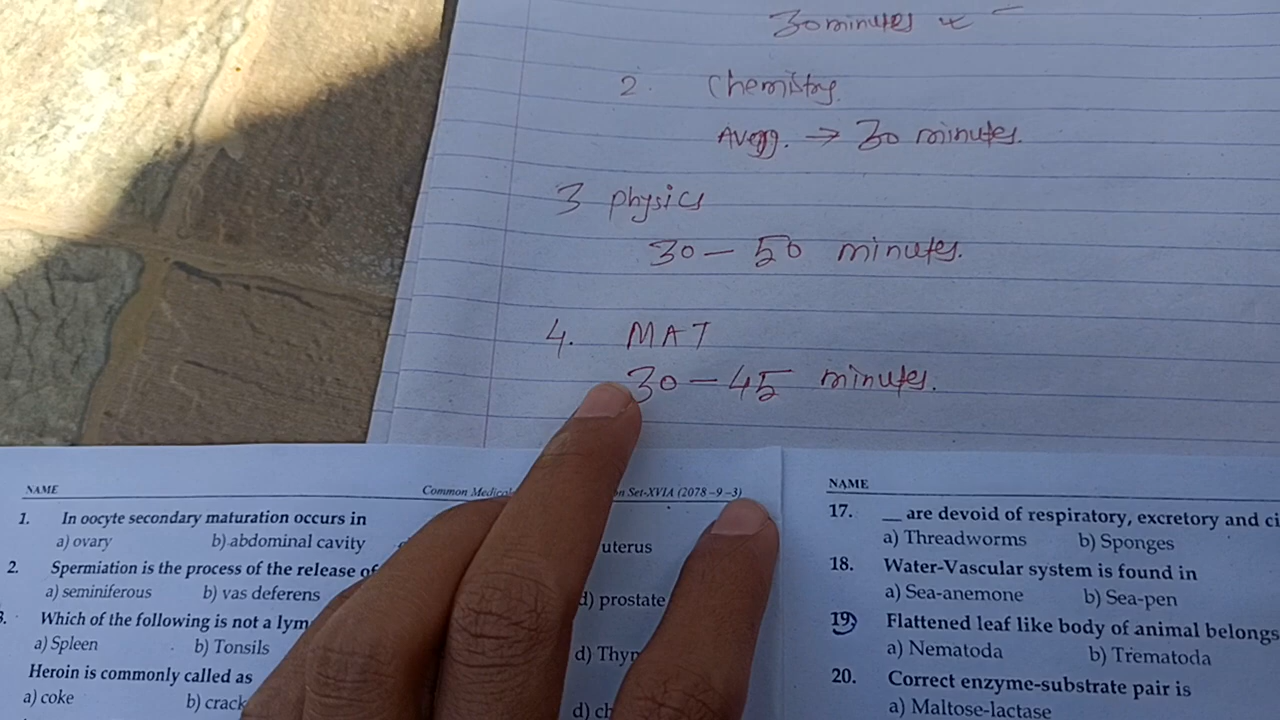 30 minutes
2. Chemistry
Avegg. → 30 minutes.
3 physics
30 – 50 minutes.
4. MAT
30 – 45 minutes.
NAME
Common Medical
Set-XVIA (2078 –9 –3)
1. In oocyte secondary maturation occurs in
a) ovary b) abdominal cavity uterus
2. Spermiation is the process of the release of
a) seminiferous b) vas deferens d) prostate
Which of the following is not a
a) Spleen b) Tonsils d)
Heroin is commonly called as
a) coke b) crack d)
NAME
17. __ are devoid of respiratory, excretory and
a) Threadworms b) Sponges
18. Water-Vascular system is found in
a) Sea-anemone b) Sea-pen
19. Flattened leaf like body of animal belongs
a) Nematoda b) Trematoda
20. Correct enzyme-substrate pair is
a) Maltose-lactase